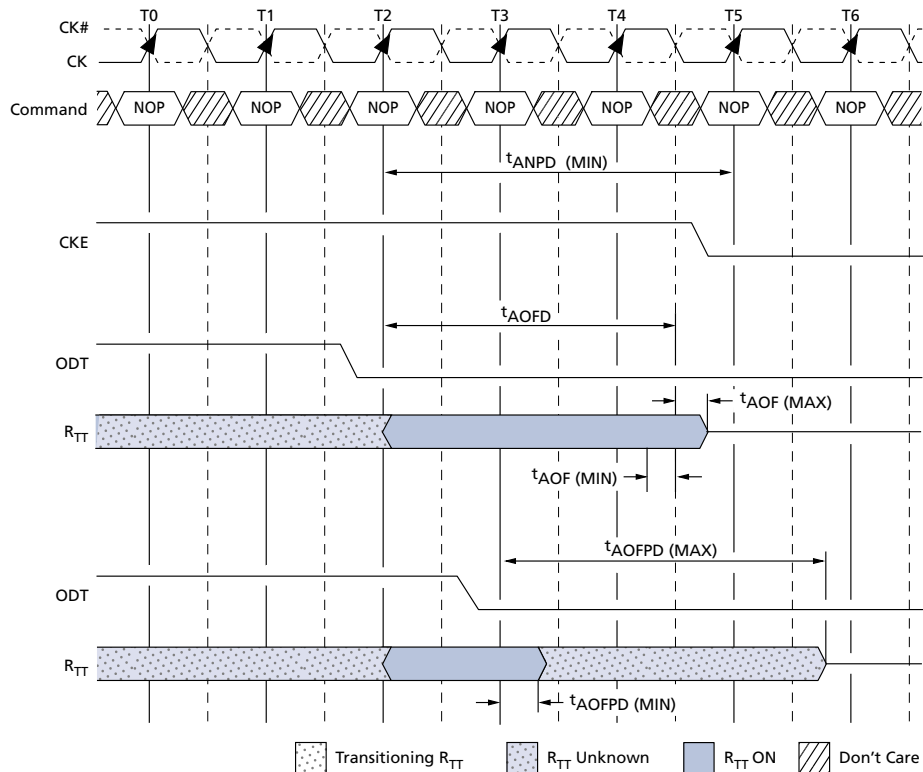 T0 T1 T2 T3 T4 T5 T6
CK#
CK
Command NOP NOP NOP NOP NOP NOP NOP
tANPD (MIN)
CKE
tAOFD
ODT
tAOF (MAX)
RTT
tAOF (MIN)
tAOFPD (MAX)
ODT
RTT
tAOFPD (MIN)
Transitioning RTT RTT Unknown RTT ON Don't Care